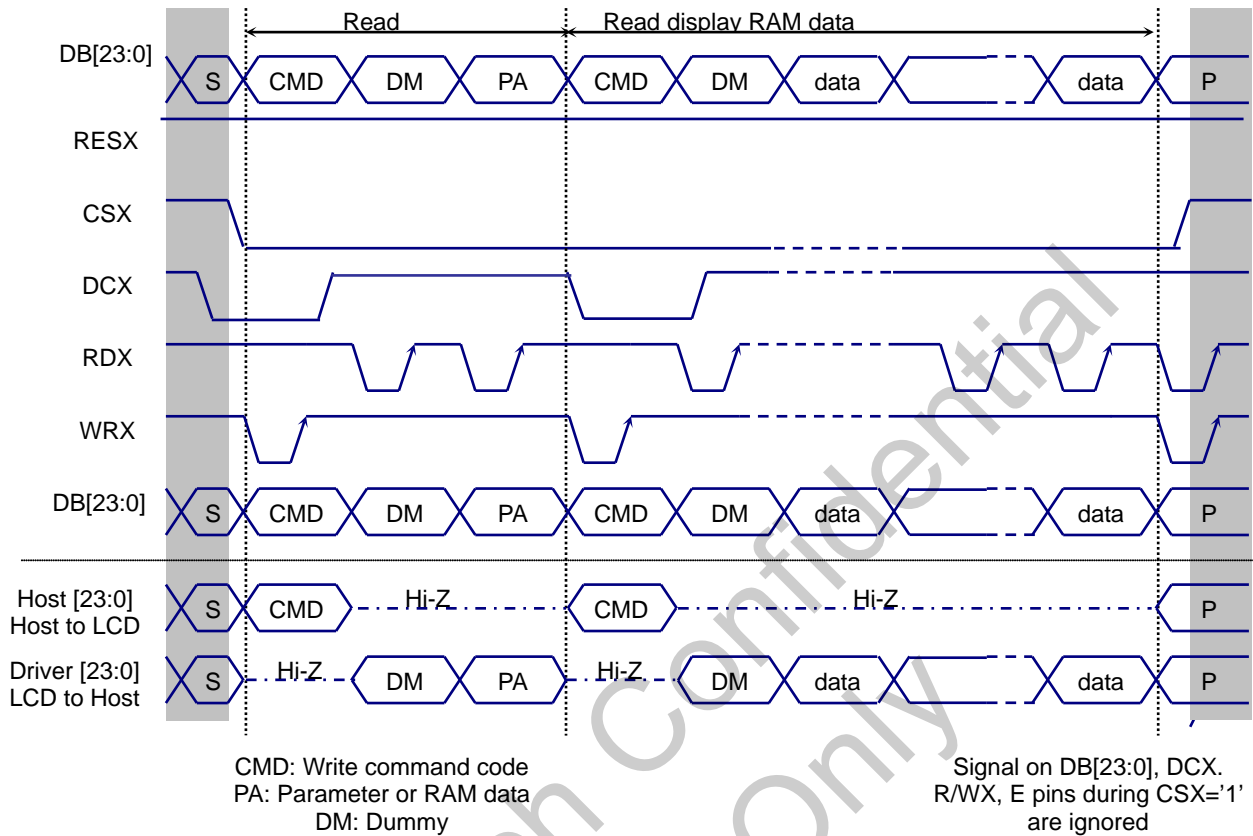 Read
Read display RAM data
DB[23:0]
S CMD DM PA CMD DM data data P
RESX
CSX
DCX
RDX
WRX
DB[23:0]
S CMD DM PA CMD DM data data P
Host [23:0]
Host to LCD
S CMD Hi-Z CMD Hi-Z P
Driver [23:0]
LCD to Host
S Hi-Z DM PA Hi-Z DM data data P
CMD: Write command code
PA: Parameter or RAM data
DM: Dummy
Signal on DB[23:0], DCX.
R/WX, E pins during CSX='1'
are ignored
Confidential
Only